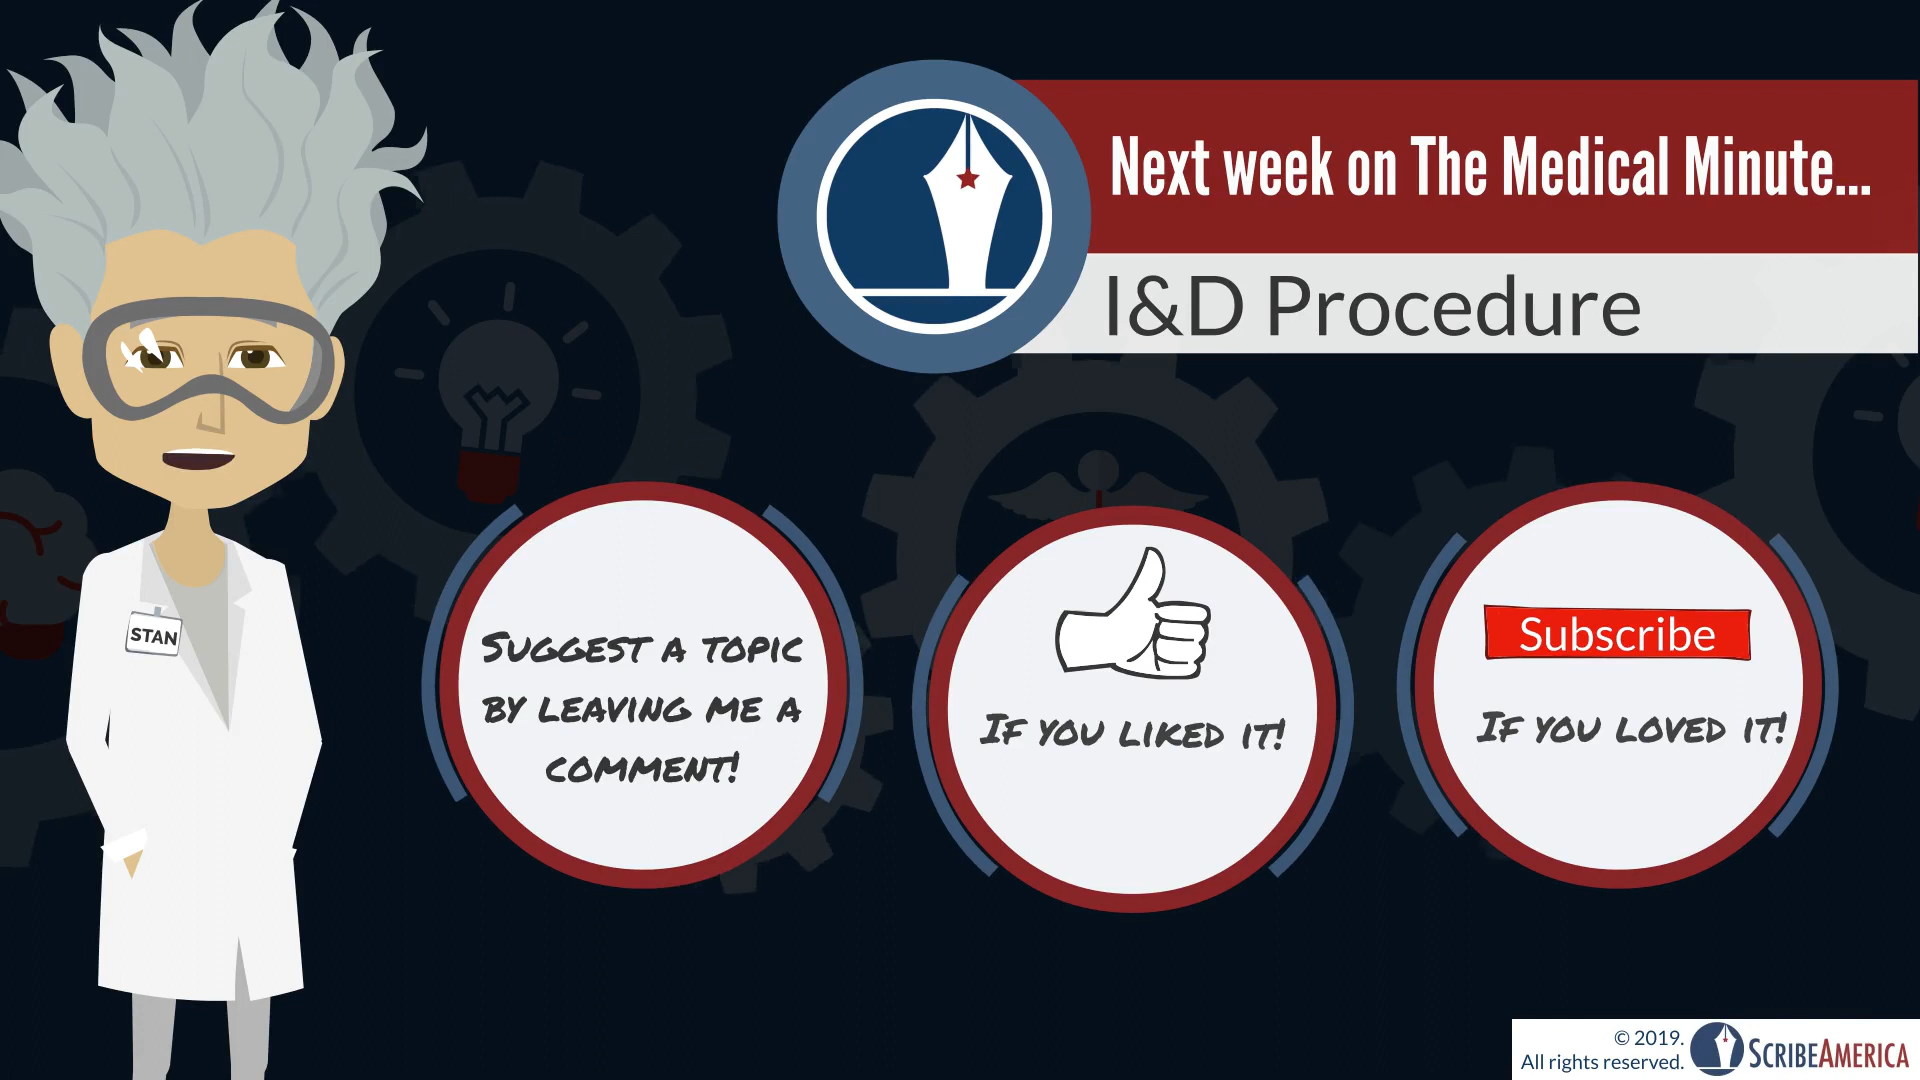 Next week on The Medical Minute...
I&D Procedure
STAN
Suggest a topic
by leaving me a
comment!
If you liked it!
Subscribe
If you loved it!
© 2019.
All rights reserved.
ScribeAmerica